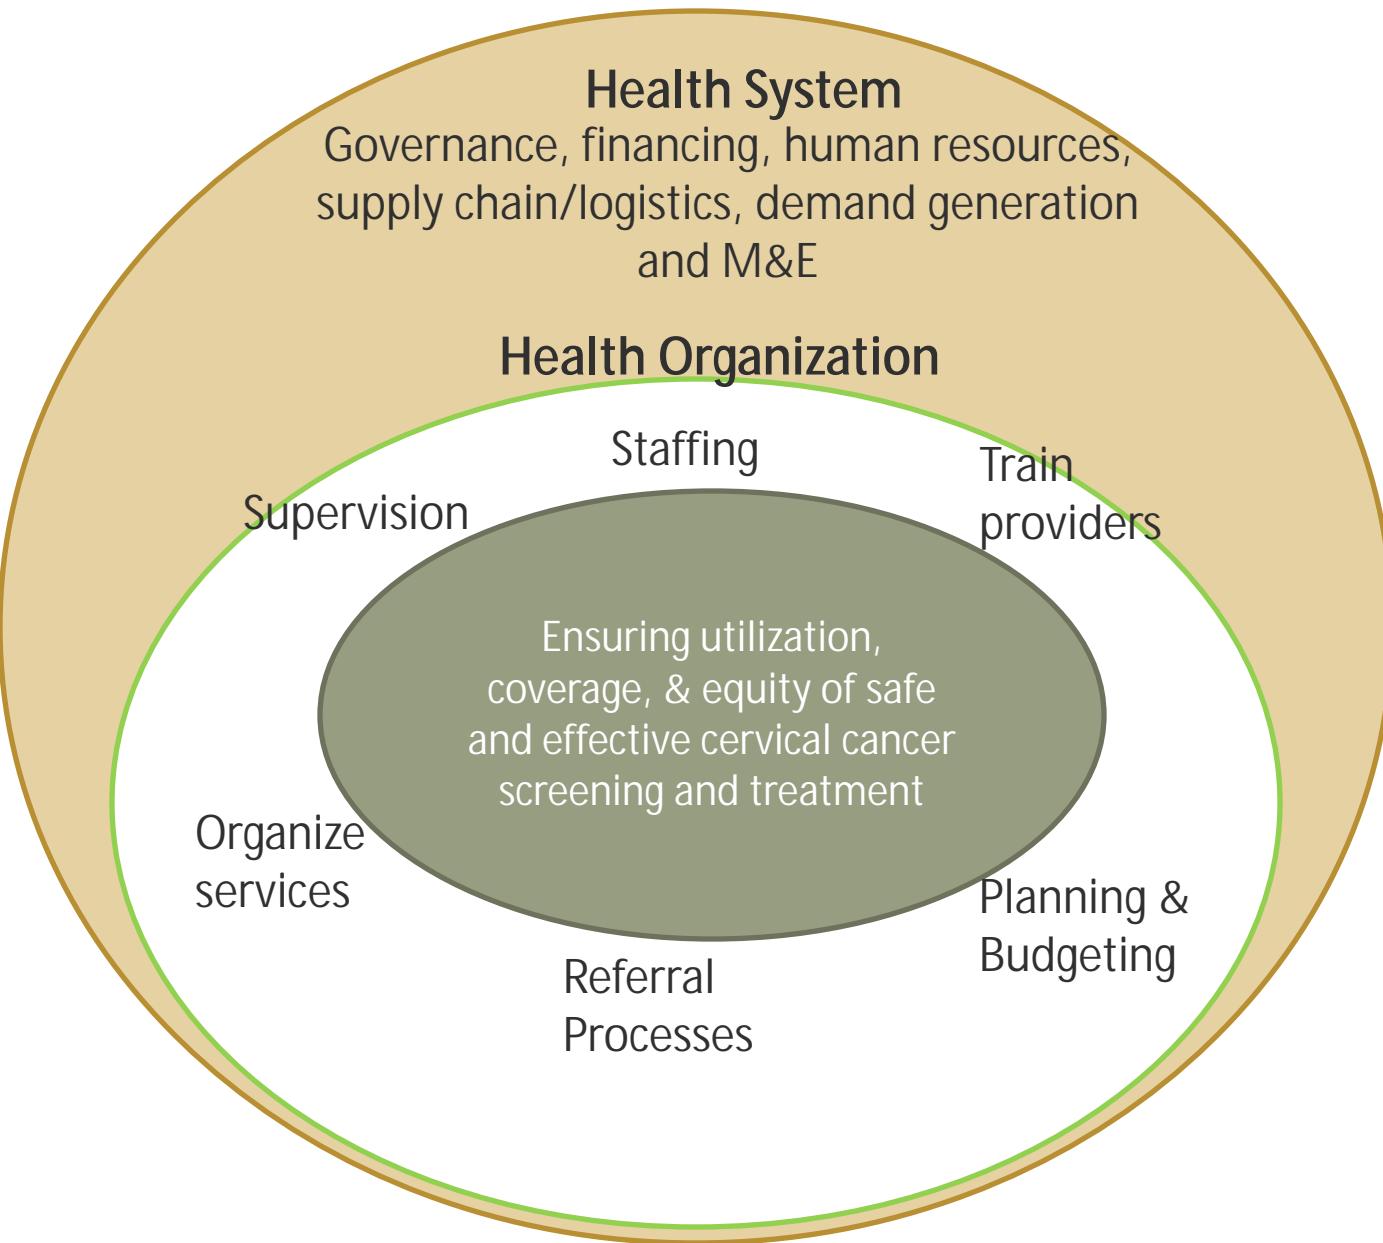 Health System
Governance, financing, human resources,
supply chain/logistics, demand generation
and M&E
Health Organization
Staffing
Train
providers
Supervision
Ensuring utilization,
coverage, & equity of safe
and effective cervical cancer
screening and treatment
Organize
services
Planning &
Budgeting
Referral
Processes